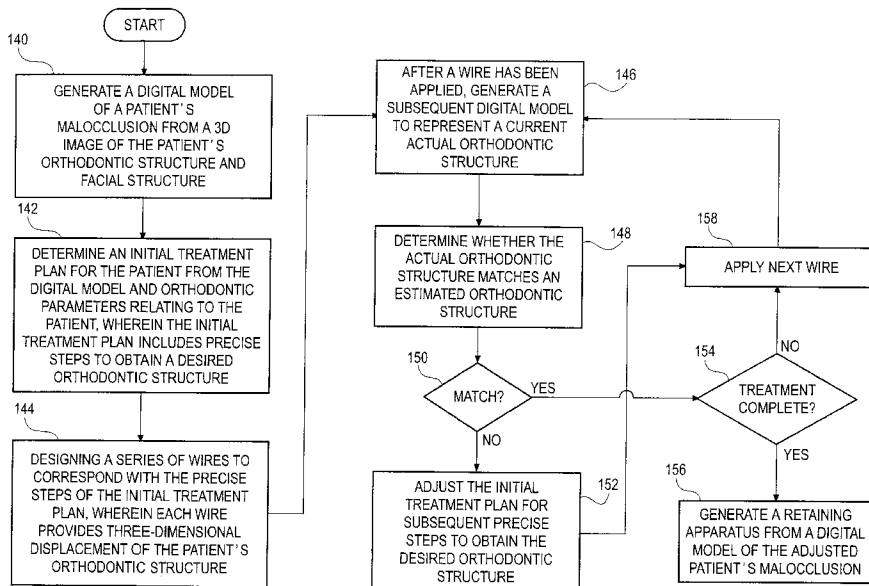 START
140
GENERATE A DIGITAL MODEL
OF A PATIENT'S
MALOCCLUSION FROM A 3D
IMAGE OF THE PATIENT'S
ORTHODONTIC STRUCTURE AND
FACIAL STRUCTURE
142
DETERMINE AN INITIAL TREATMENT
PLAN FOR THE PATIENT FROM THE
DIGITAL MODEL AND ORTHODONTIC
PARAMETERS RELATING TO THE
PATIENT, WHEREIN THE INITIAL
TREATMENT PLAN INCLUDES PRECISE
STEPS TO OBTAIN A DESIRED
ORTHODONTIC STRUCTURE
144
DESIGNING A SERIES OF WIRES TO
CORRESPOND WITH THE PRECISE
STEPS OF THE INITIAL TREATMENT
PLAN, WHEREIN EACH WIRE
PROVIDES THREE-DIMENSIONAL
DISPLACEMENT OF THE PATIENT'S
ORTHODONTIC STRUCTURE
146
AFTER A WIRE HAS BEEN
APPLIED, GENERATE A
SUBSEQUENT DIGITAL MODEL
TO REPRESENT A CURRENT
ACTUAL ORTHODONTIC
STRUCTURE
148
DETERMINE WHETHER THE
ACTUAL ORTHODONTIC
STRUCTURE MATCHES AN
ESTIMATED ORTHODONTIC
STRUCTURE
150
MATCH?
YES
NO
152
ADJUST THE INITIAL
TREATMENT PLAN FOR
SUBSEQUENT PRECISE
STEPS TO OBTAIN THE
DESIRED ORTHODONTIC
STRUCTURE
158
APPLY NEXT WIRE
NO
154
TREATMENT
COMPLETE?
YES
156
GENERATE A RETAINING
APPARATUS FROM A DIGITAL
MODEL OF THE ADJUSTED
PATIENT'S MALOCCLUSION